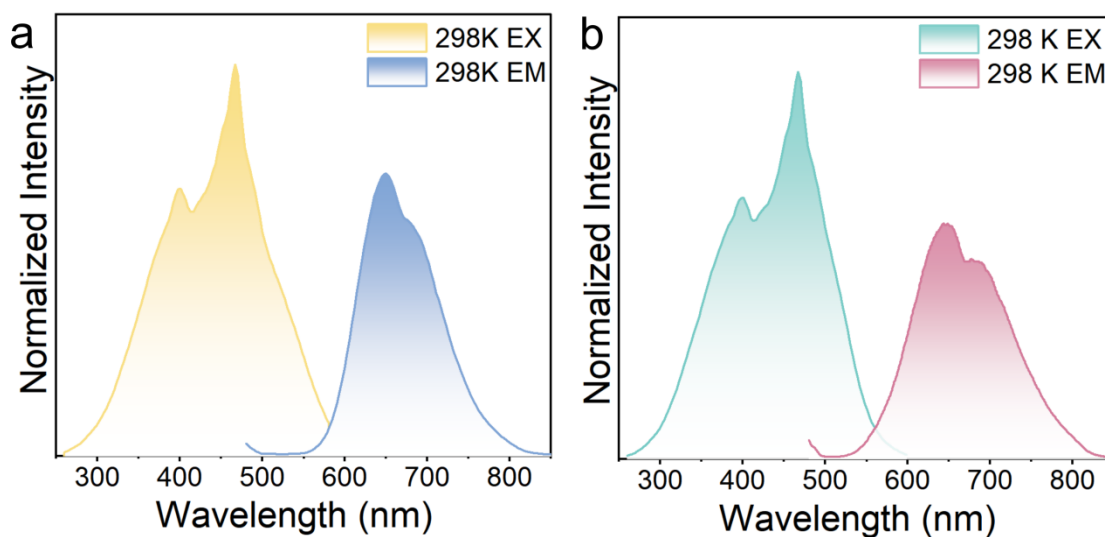 a
298K EX
298K EM
Normalized Intensity
300 400 500 600 700 800
Wavelength (nm)
b
298 K EX
298 K EM
Normalized Intensity
300 400 500 600 700 800
Wavelength (nm)